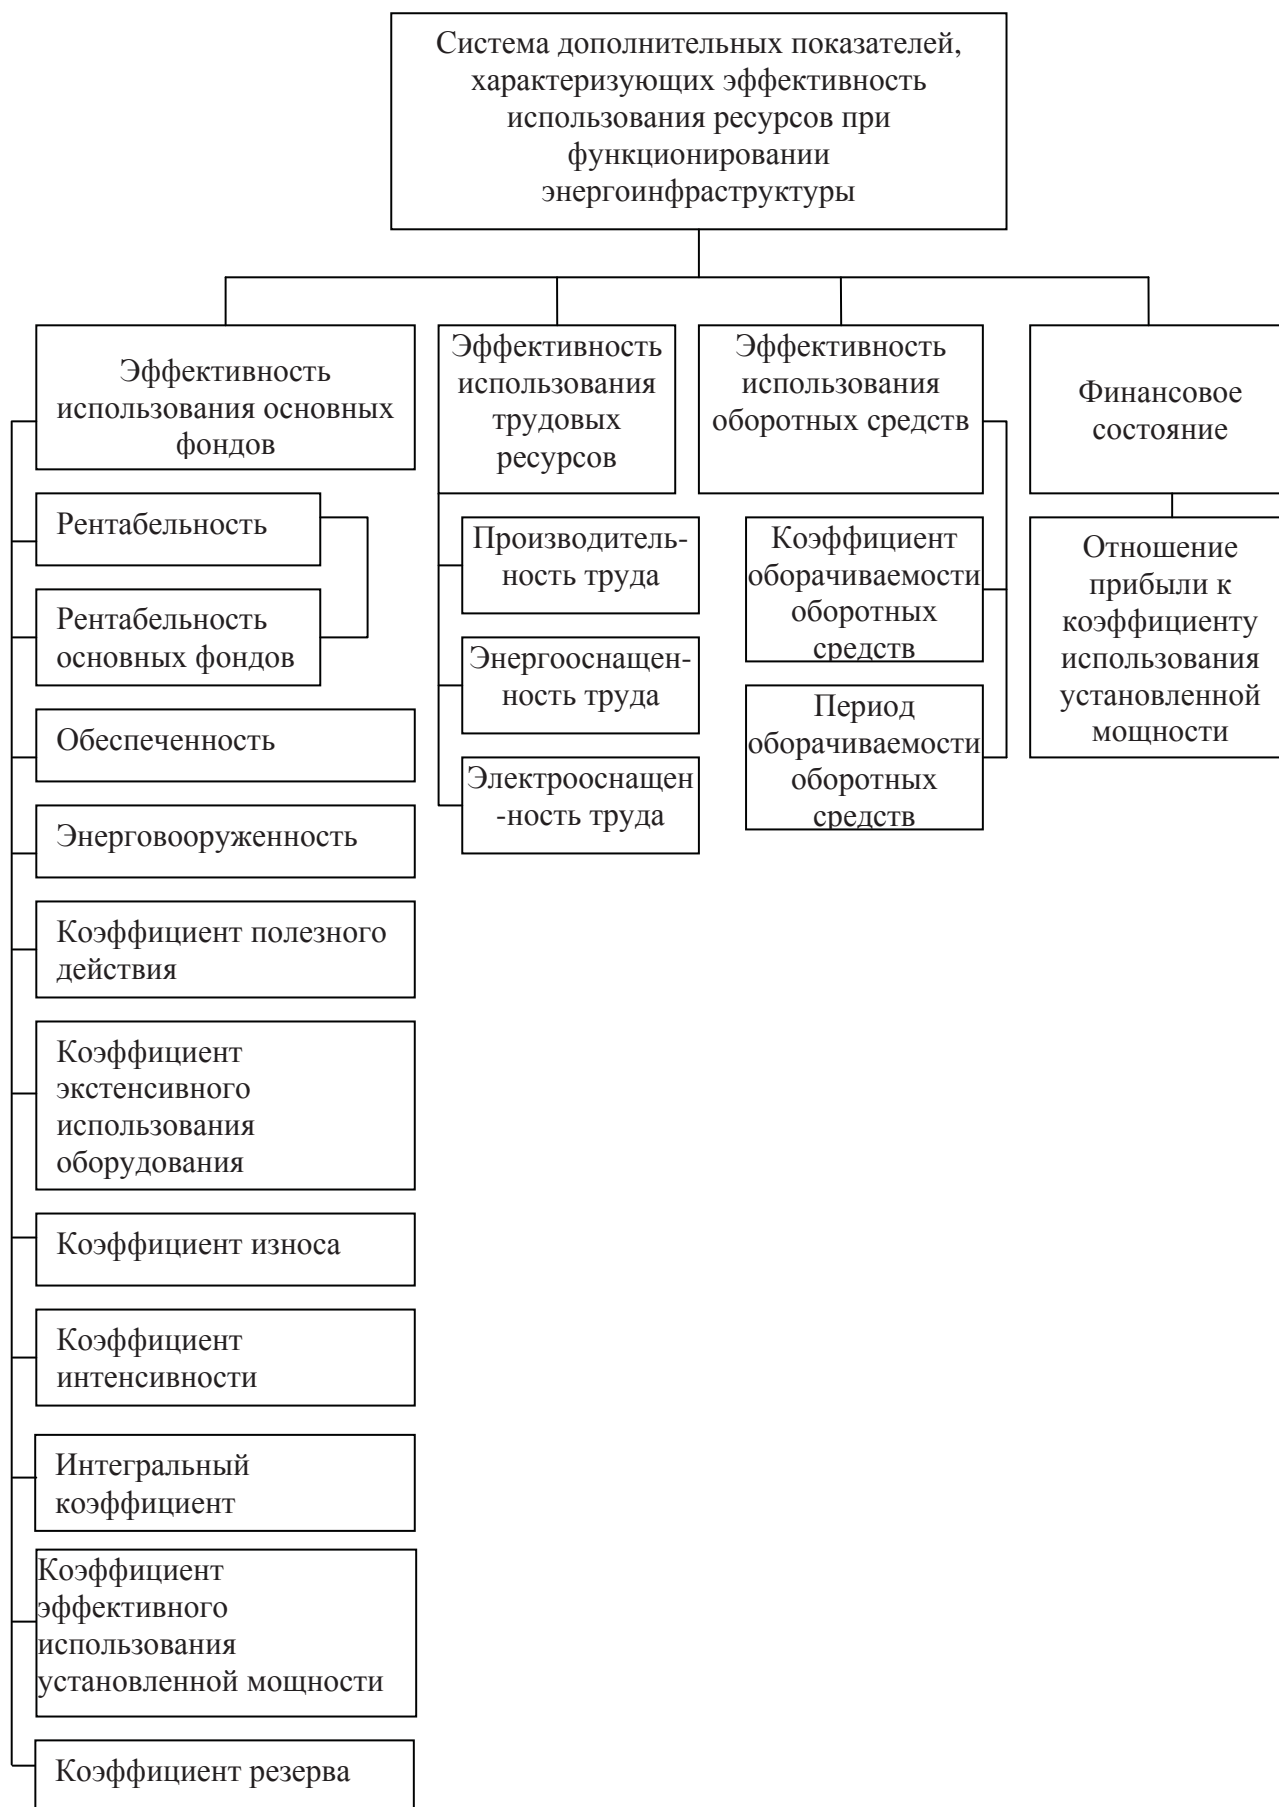 Система дополнительных показателей,
характеризующих эффективность
использования ресурсов при
функционировании
энергоинфраструктуры
Эффективность
использования основных
фондов
Рентабельность
Рентабельность
основных фондов
Обеспеченность
Энерговооруженность
Коэффициент полезного
действия
Коэффициент
экстенсивного
использования
оборудования
Коэффициент износа
Коэффициент
интенсивности
Интегральный
коэффициент
Коэффициент
эффективного
использования
установленной мощности
Коэффициент резерва
Эффективность
использования
трудовых
ресурсов
Производитель-
ность труда
Энергооснащен-
ность труда
Электрооснащен
-ность труда
Эффективность
использования
оборотных средств
Коэффициент
оборачиваемости
оборотных
средств
Период
оборачиваемости
оборотных
средств
Финансовое
состояние
Отношение
прибыли к
коэффициенту
использования
установленной
мощности